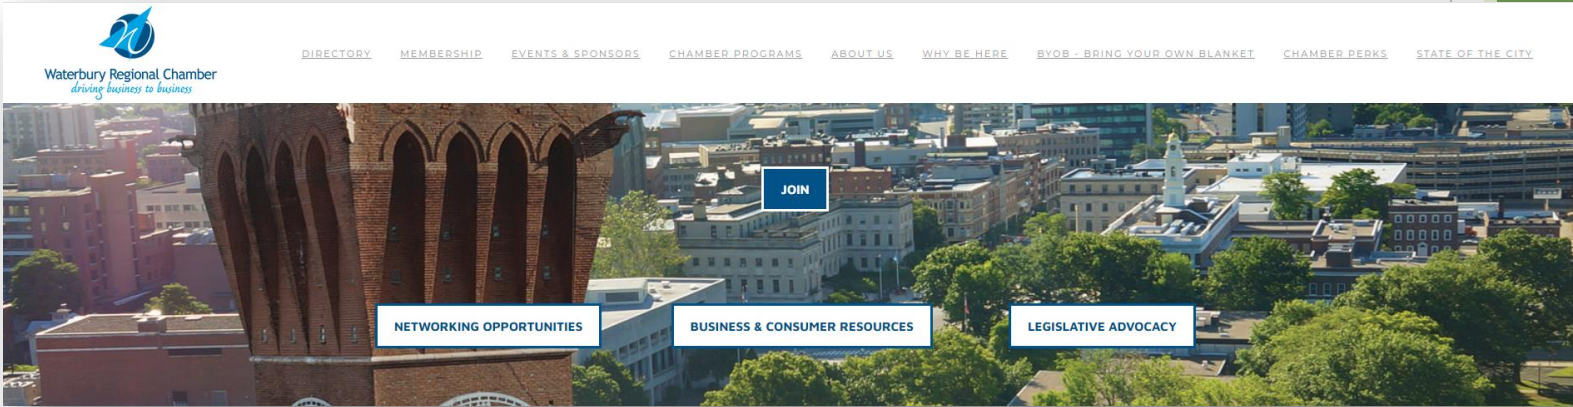 Waterbury Regional Chamber
driving business to business
DIRECTORY MEMBERSHIP EVENTS & SPONSORS CHAMBER PROGRAMS ABOUT US WHY BE HERE BYOB - BRING YOUR OWN BLANKET CHAMBER PERKS STATE OF THE CITY
JOIN
NETWORKING OPPORTUNITIES BUSINESS & CONSUMER RESOURCES LEGISLATIVE ADVOCACY